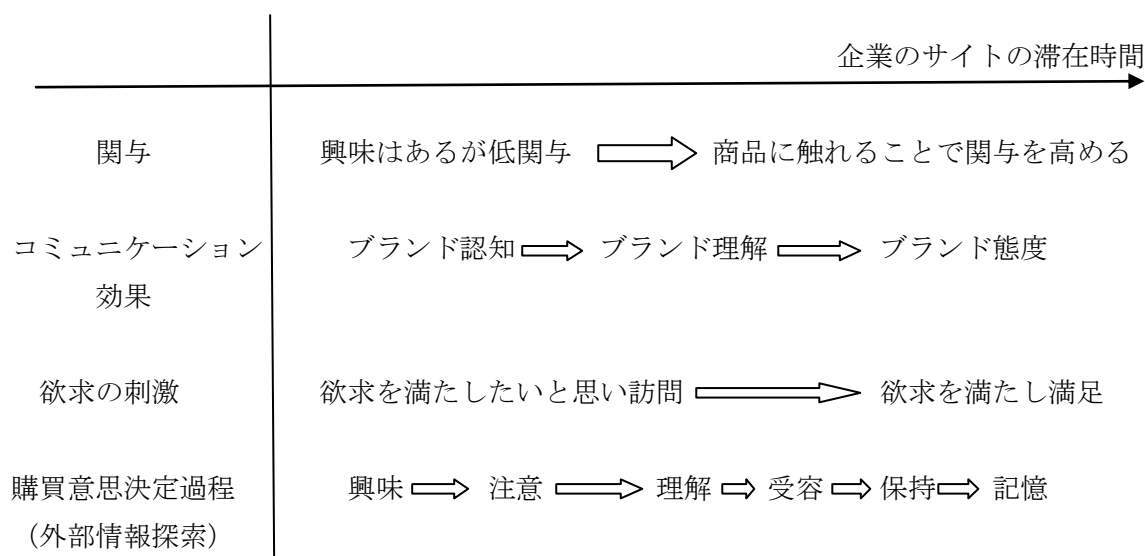 企業のサイトの滞在時間
関与 興味はあるが低関与 商品に触れることで関与を高める
コミュニケーション効果 ブランド認知 ブランド理解 ブランド態度
欲求の刺激 欲求を満たしたいと思い訪問 欲求を満たし満足
購買意思決定過程 興味 注意 理解 受容 保持 記憶
（外部情報探索）